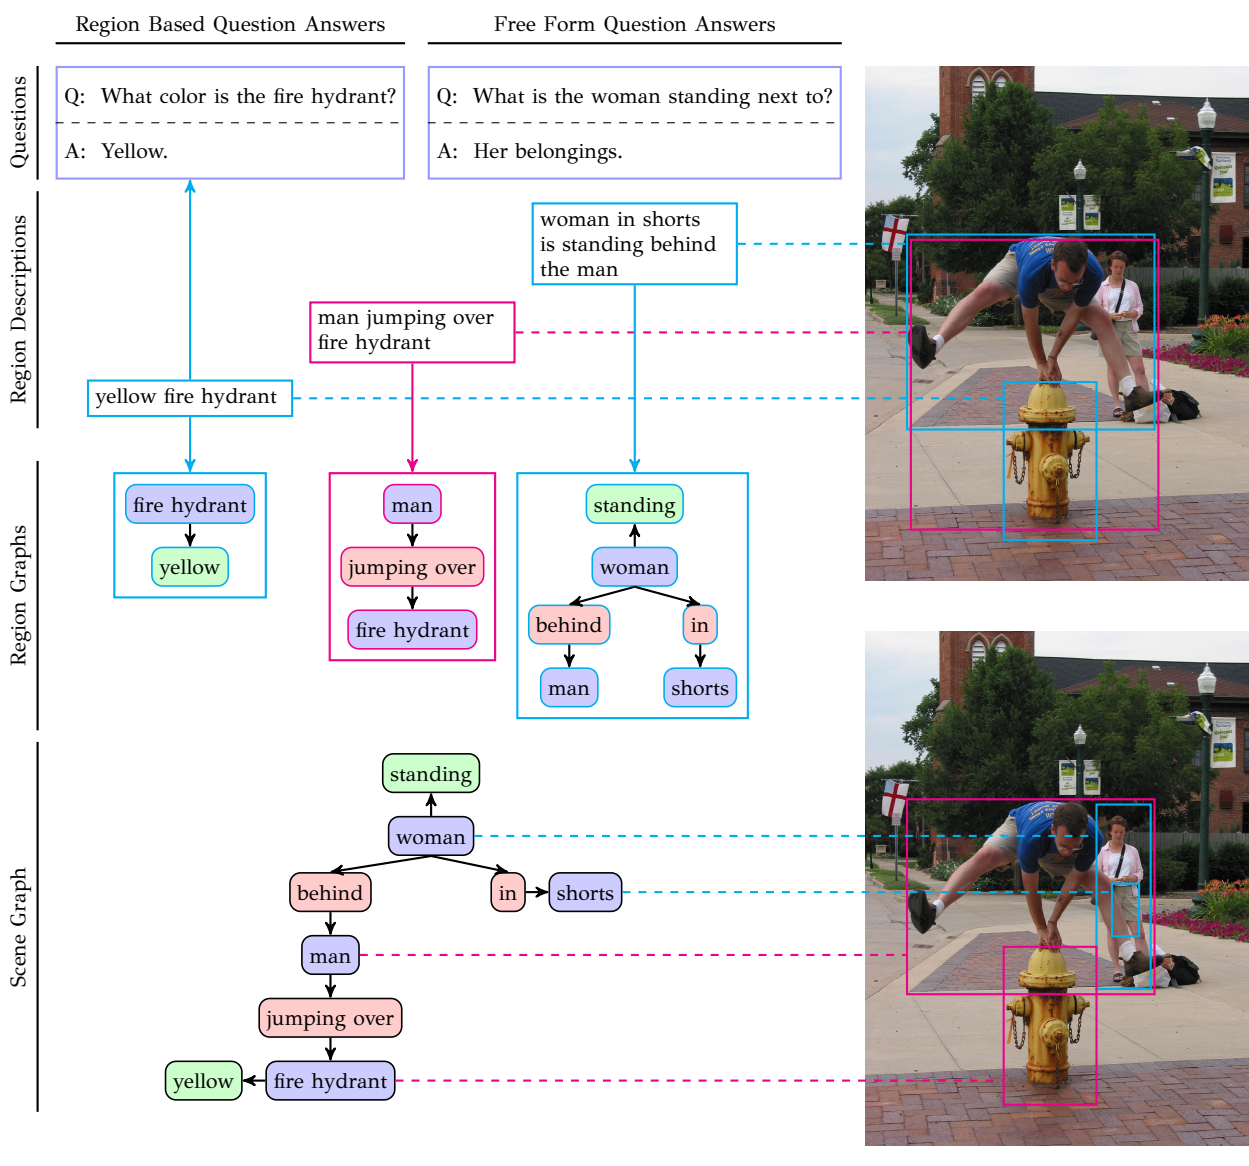 Region Based Question Answers
Free Form Question Answers
Questions
Q: What color is the fire hydrant?
A: Yellow.
Q: What is the woman standing next to?
A: Her belongings.
Region Descriptions
woman in shorts
is standing behind
the man
man jumping over
fire hydrant
yellow fire hydrant
Region Graphs
fire hydrant
yellow
man
jumping over
fire hydrant
standing
woman
behind
in
man
shorts
Scene Graph
standing
woman
behind
in
shorts
man
jumping over
yellow
fire hydrant